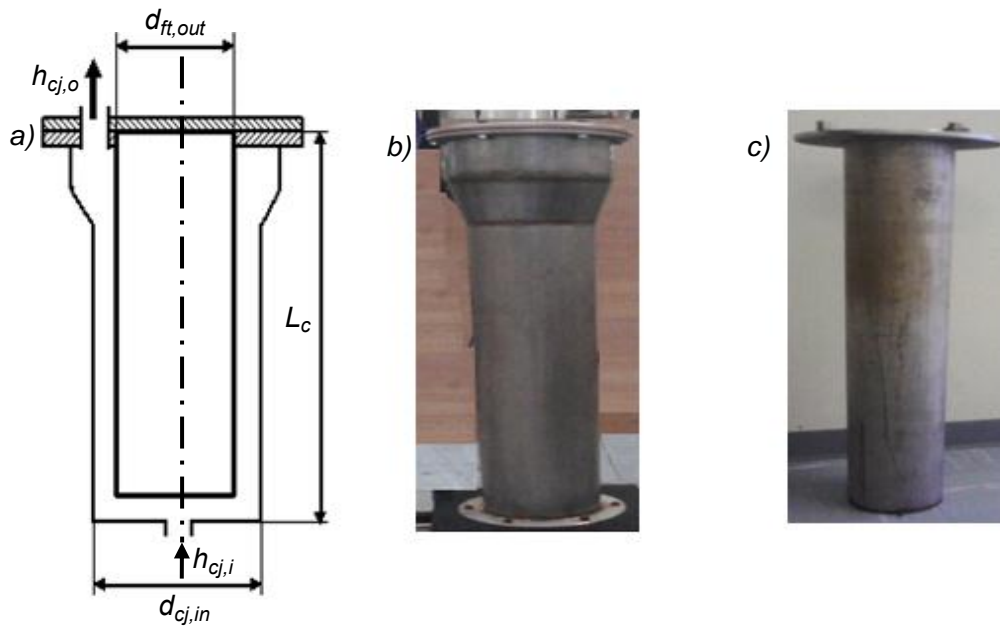 d_ft,out
h_cj,o
a)
b)
c)
L_c
h_cj,i
d_cj,in